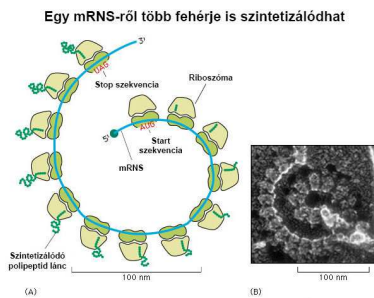 Egy mRNS-ről több fehérje is szintetizálódhat
3'
UAG
Stop szekvencia
Riboszóma
AUG
5'
Start
szekvencia
mRNS
Szintetizálódó
polipeptid lánc
(A)
100 nm
(B)
100 nm